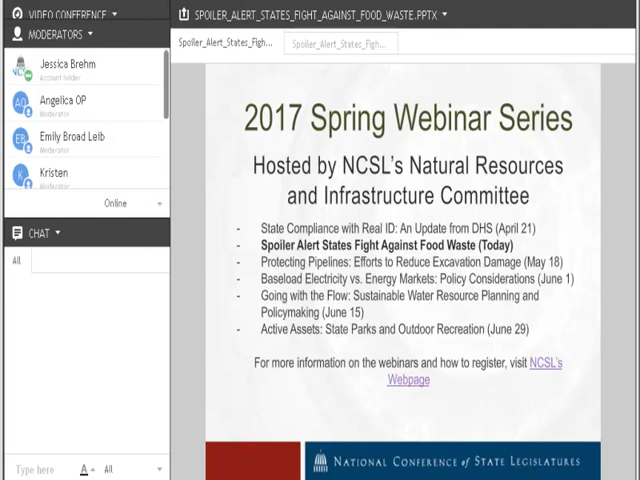 VIDEO CONFERENCE
MODERATORS
Jessica Brehm
Account holder
AO
Angelica OP
Moderator
EB
Emily Broad Leib
Moderator
K
Kristen
Moderator
Online
CHAT
All
Type here
A
All
SPOILER_ALERT_STATES_FIGHT_AGAINST_FOOD_WASTE.PPTX
Spoiler_Alert_States_Figh...
Spoiler_Alert_States_Figh...
2017 Spring Webinar Series
Hosted by NCSL's Natural Resources
and Infrastructure Committee
- State Compliance with Real ID: An Update from DHS (April 21)
- Spoiler Alert States Fight Against Food Waste (Today)
- Protecting Pipelines: Efforts to Reduce Excavation Damage (May 18)
- Baseload Electricity vs. Energy Markets: Policy Considerations (June 1)
- Going with the Flow: Sustainable Water Resource Planning and
Policymaking (June 15)
- Active Assets: State Parks and Outdoor Recreation (June 29)
For more information on the webinars and how to register, visit NCSL's
Webpage
NATIONAL CONFERENCE of STATE LEGISLATURES